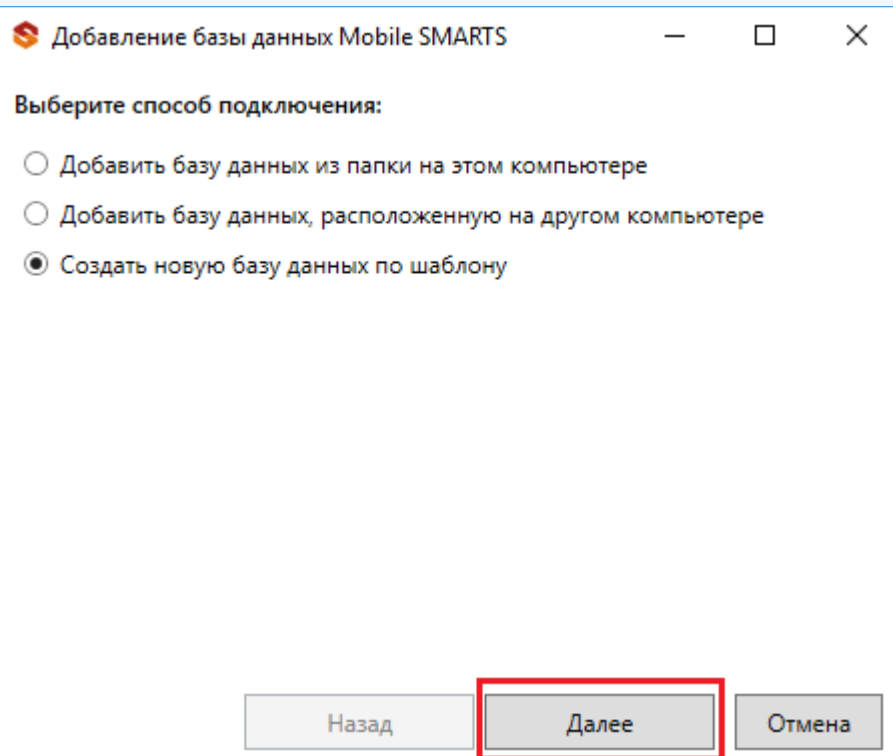 Добавление базы данных Mobile SMARTS
Выберите способ подключения:
Добавить базу данных из папки на этом компьютере
Добавить базу данных, расположенную на другом компьютере
Создать новую базу данных по шаблону
Назад
Далее
Отмена